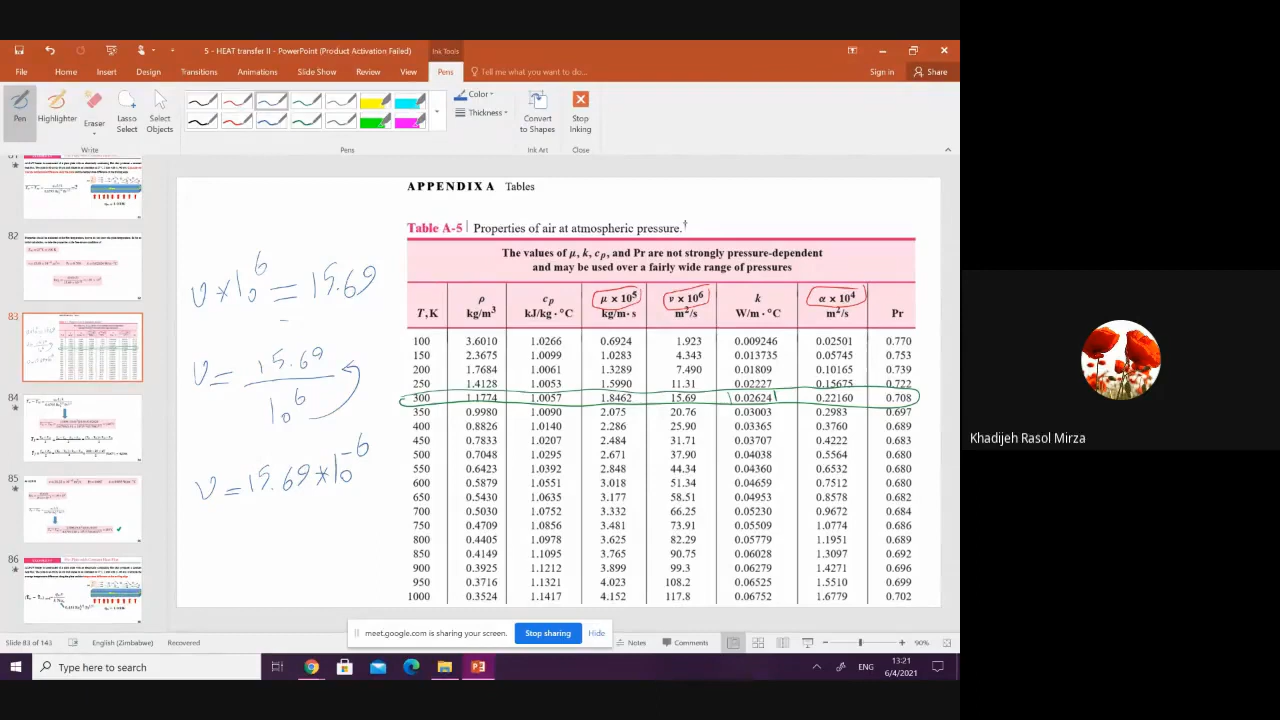 5 - HEAT transfer II - PowerPoint (Product Activation Failed)
Ink Tools
File Home Insert Design Transitions Animations Slide Show Review View Pens Tell me what you want to do... Sign in Share
Pen Highlighter Eraser Lasso Select Select Objects
Color
Thickness
Convert to Shapes
Stop Inking
Write Pens Ink Art Close
82
83
84
85
86
APPENDIX A Tables
Table A-5 Properties of air at atmospheric pressure.†
The values of μ, k, cp, and Pr are not strongly pressure-dependent
and may be used over a fairly wide range of pressures
T, K ρ kg/m³ cp kJ/kg · °C μ × 10⁵ kg/m · s ν × 10⁶ m²/s k W/m · °C α × 10⁴ m²/s Pr
100 3.6010 1.0266 0.6924 1.923 0.009246 0.02501 0.770
150 2.3675 1.0099 1.0283 4.343 0.013735 0.05745 0.753
200 1.7684 1.0061 1.3289 7.490 0.01809 0.10165 0.739
250 1.4128 1.0053 1.5990 11.31 0.02227 0.15675 0.722
300 1.1774 1.0057 1.8462 15.69 0.02624 0.22160 0.708
350 0.9980 1.0090 2.075 20.76 0.03003 0.2983 0.697
400 0.8826 1.0140 2.286 25.90 0.03365 0.3760 0.689
450 0.7833 1.0207 2.484 31.71 0.03707 0.4222 0.683
500 0.7048 1.0295 2.671 37.90 0.04038 0.5564 0.680
550 0.6423 1.0392 2.848 44.34 0.04360 0.6532 0.680
600 0.5879 1.0551 3.018 51.34 0.04659 0.7512 0.680
650 0.5430 1.0635 3.177 58.51 0.04953 0.8578 0.682
700 0.5030 1.0752 3.332 66.25 0.05230 0.9672 0.684
750 0.4709 1.0856 3.481 73.91 0.05509 1.0774 0.686
800 0.4405 1.0978 3.625 82.29 0.05779 1.1951 0.689
850 0.4149 1.1095 3.765 90.75 0.06028 1.3097 0.692
900 0.3925 1.1212 3.899 99.3 0.06279 1.4271 0.696
950 0.3716 1.1321 4.023 108.2 0.06525 1.5510 0.699
1000 0.3524 1.1417 4.152 117.8 0.06752 1.6779 0.702
ν * 10⁶ = 15.69
ν = 15.69 / 10⁶
ν = 15.69 * 10⁻⁶
Khadijeh Rasol Mirza
meet.google.com is sharing your screen. Stop sharing Hide
Slide 83 of 143 English (Zimbabwe) Recovered Notes Comments 90%
Type here to search
ENG
13:21
6/4/2021